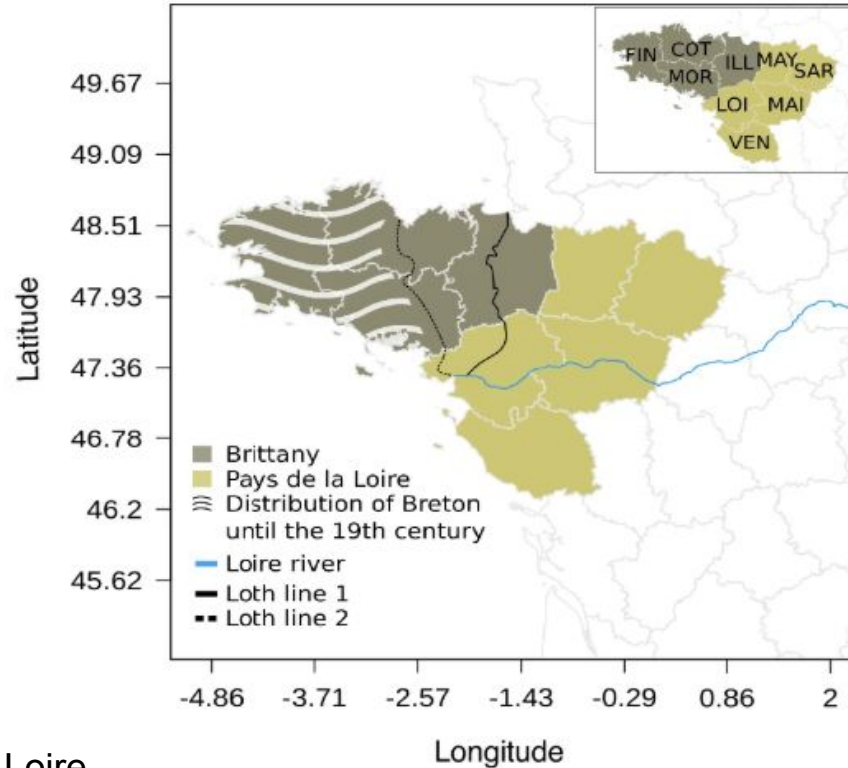 FIN COT ILL MAY SAR
MOR LOI MAI
VEN
49.67
49.09
48.51
47.93
47.36
46.78
46.2
45.62
Latitude
Brittany
Pays de la Loire
Distribution of Breton
until the 19th century
Loire river
Loth line 1
Loth line 2
-4.86 -3.71 -2.57 -1.43 -0.29 0.86 2
Longitude
Loire